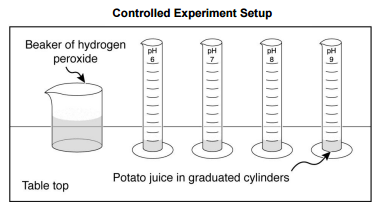 Controlled Experiment Setup
Beaker of hydrogen
peroxide
pH
6
pH
7
pH
8
pH
9
Potato juice in graduated cylinders
Table top